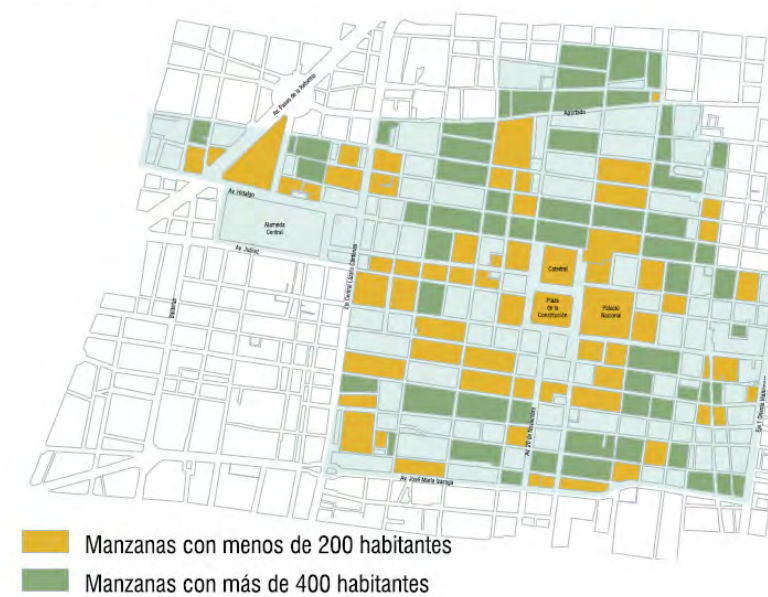 Av. Paseo de la Reforma
Apartado
Av. Hidalgo
Alameda
Central
Av. Juárez
Eje Central Lázaro Cárdenas
Balderas
Catedral
Plaza
de la
Constitución
Palacio
Nacional
Av. 20 de Noviembre
Av. José María Izazaga
Manzanas con menos de 200 habitantes
Manzanas con más de 400 habitantes